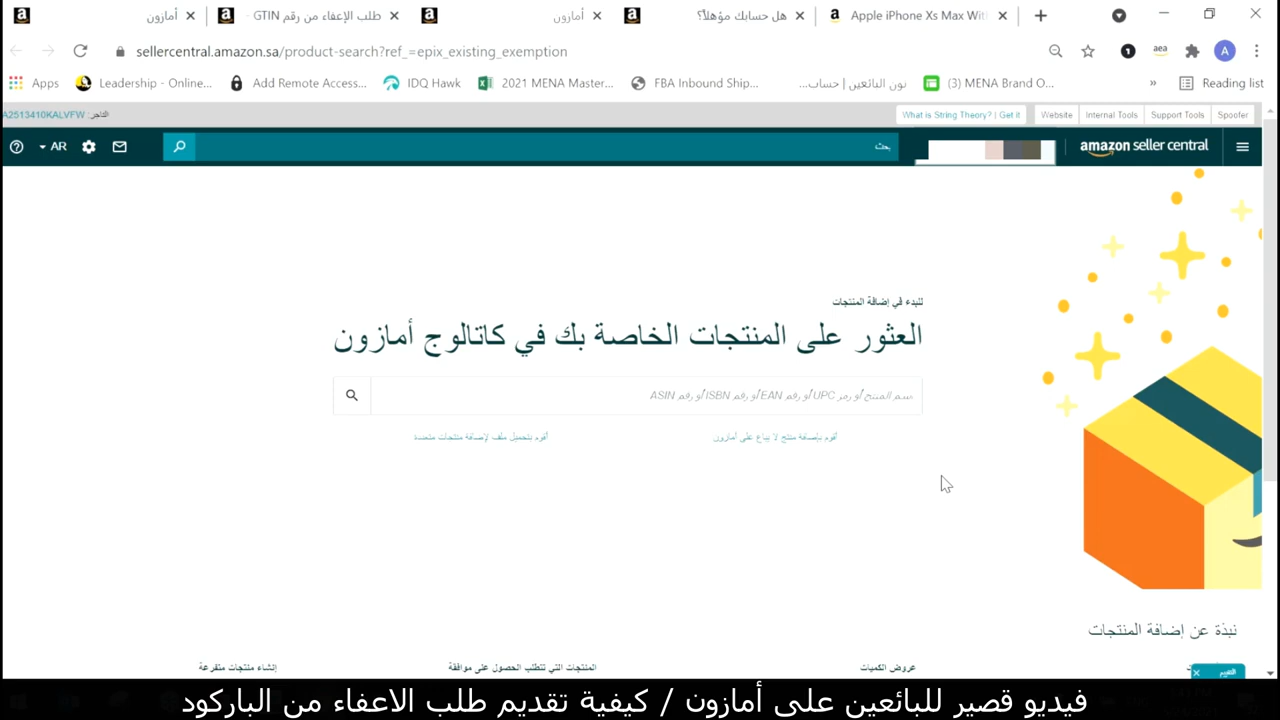 أمازون
طلب الإعفاء من رقم GTIN -
أمازون
هل حسابك مؤهلاً؟
Apple iPhone Xs Max With
sellercentral.amazon.sa/product-search?ref_=epix_existing_exemption
A
Apps
Leadership - Online...
Add Remote Access...
IDQ Hawk
2021 MENA Master...
FBA Inbound Ship...
نون البائعين | حساب...
(3) MENA Brand O...
»
Reading list
التاجر: A2513410KALVFW
What is String Theory? | Get it
Website
Internal Tools
Support Tools
Spoofer
AR
بحث
amazon seller central
للبدء في إضافة المنتجات
العثور على المنتجات الخاصة بك في كاتالوج أمازون
اسم المنتج أو رمز UPC أو رقم EAN أو رقم ISBN أو رقم ASIN
أقوم بإضافة منتج لا يباع على أمازون
أقوم بتحميل ملف لإضافة منتجات متعددة
نبذة عن إضافة المنتجات
عروض الكميات
المنتجات التي تتطلب الحصول على موافقة
إنشاء منتجات متفرعة
التقييم
فيديو قصير للبائعين على أمازون / كيفية تقديم طلب الاعفاء من الباركود